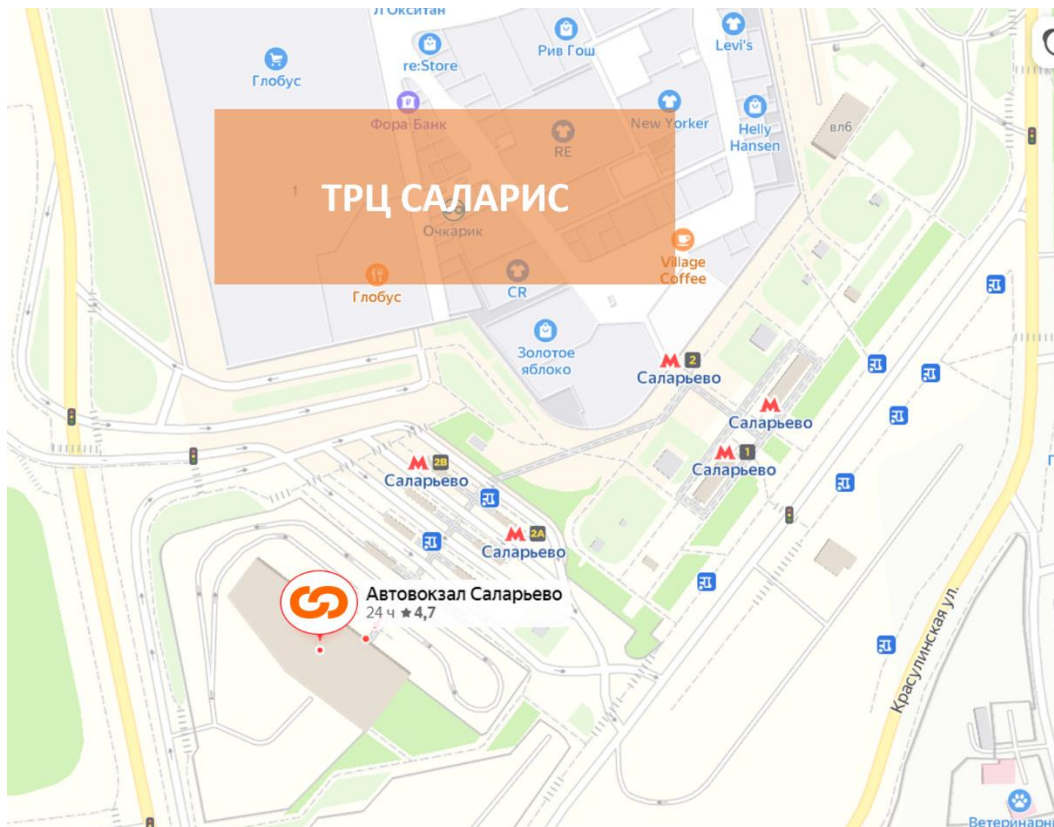 Л Окситан
re:Store
Рив Гош
Levi's
Глобус
Фора-Банк
RE
New Yorker
Helly
Hansen
вл6
1
ТРЦ САЛАРИС
Очкарик
Глобус
CR
Village
Coffee
Золотое
яблоко
2
Саларьево
Саларьево
1
Саларьево
2В
Саларьево
2А
Саларьево
Автовокзал Саларьево
24 ч ★4,7
Красулинская ул.
Ветеринарн